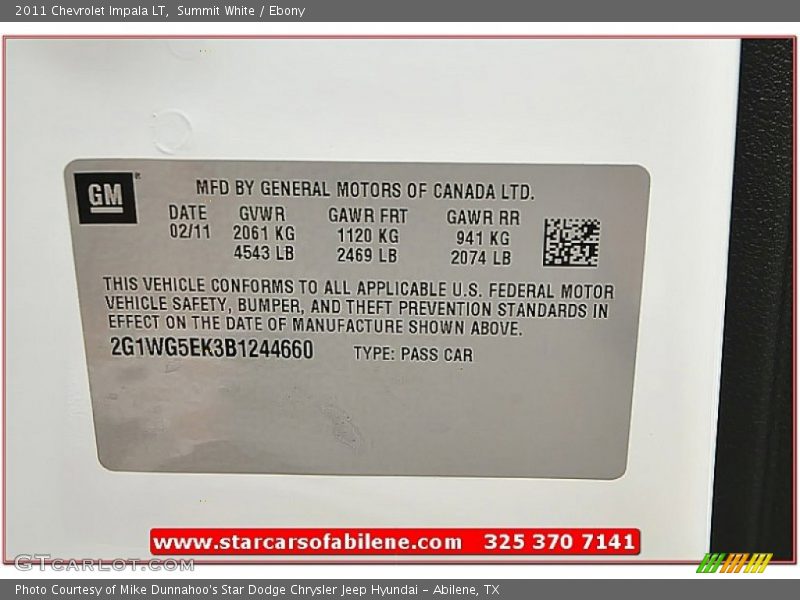 2011 Chevrolet Impala LT, Summit White / Ebony
GM
MFD BY GENERAL MOTORS OF CANADA LTD.
DATE GVWR GAWR FRT GAWR RR
02/11 2061 KG 1120 KG 941 KG
4543 LB 2469 LB 2074 LB
THIS VEHICLE CONFORMS TO ALL APPLICABLE U.S. FEDERAL MOTOR
VEHICLE SAFETY, BUMPER, AND THEFT PREVENTION STANDARDS IN
EFFECT ON THE DATE OF MANUFACTURE SHOWN ABOVE.
2G1WG5EK3B1244660 TYPE: PASS CAR
www.starcarsofabilene.com 325 370 7141
GTCarLot.com
Photo Courtesy of Mike Dunnahoo's Star Dodge Chrysler Jeep Hyundai - Abilene, TX